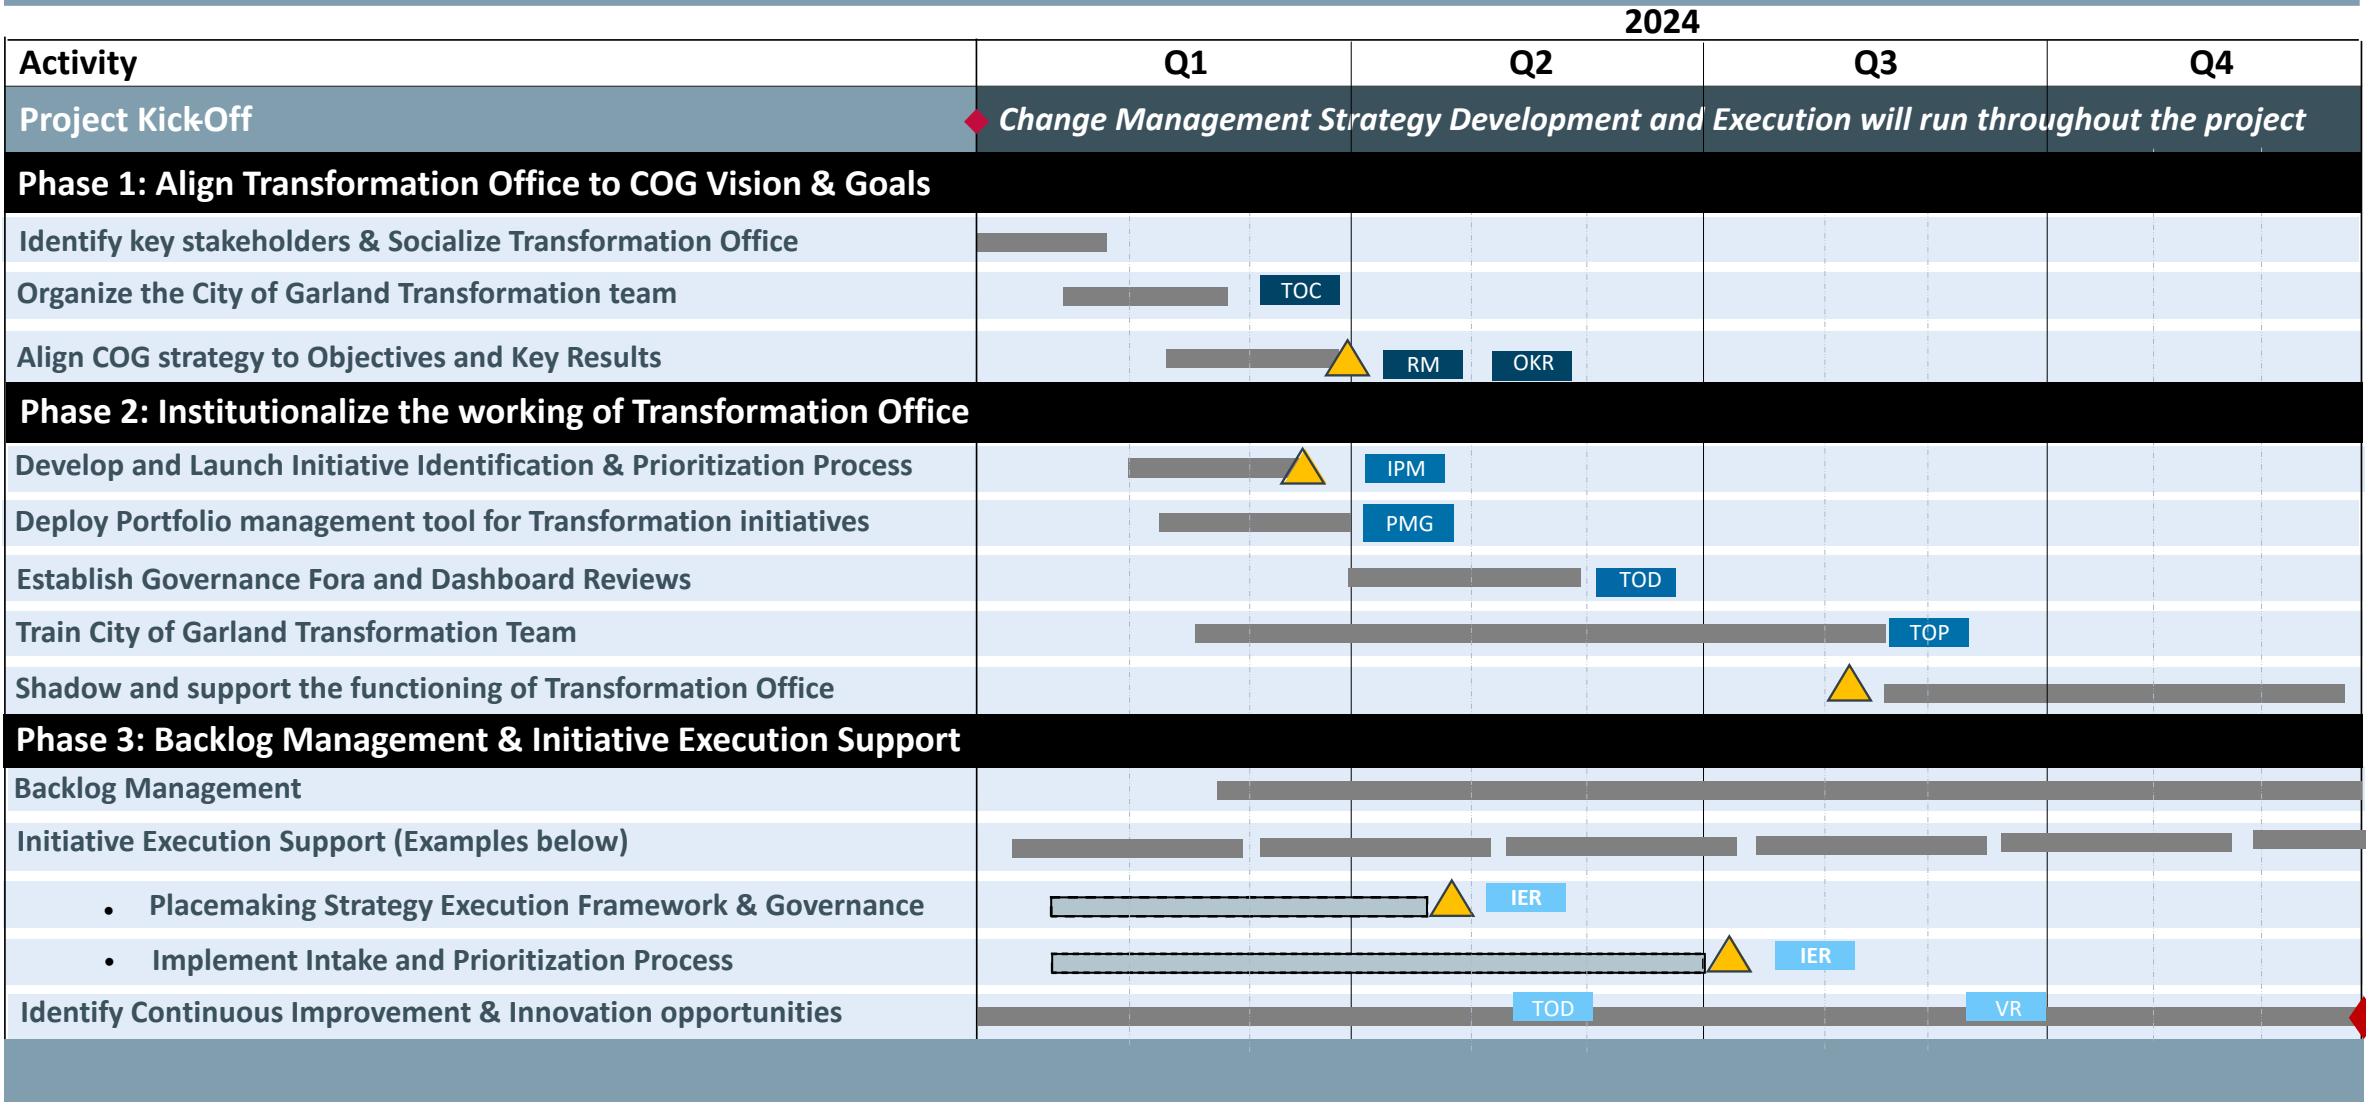 2024
Activity Q1 Q2 Q3 Q4
Project Kick-Off Change Management Strategy Development and Execution will run throughout the project
Phase 1: Align Transformation Office to COG Vision & Goals
Identify key stakeholders & Socialize Transformation Office
Organize the City of Garland Transformation team TOC
Align COG strategy to Objectives and Key Results RM OKR
Phase 2: Institutionalize the working of Transformation Office
Develop and Launch Initiative Identification & Prioritization Process IPM
Deploy Portfolio management tool for Transformation initiatives PMG
Establish Governance Fora and Dashboard Reviews TOD
Train City of Garland Transformation Team TOP
Shadow and support the functioning of Transformation Office
Phase 3: Backlog Management & Initiative Execution Support
Backlog Management
Initiative Execution Support (Examples below)
• Placemaking Strategy Execution Framework & Governance IER
• Implement Intake and Prioritization Process IER
Identify Continuous Improvement & Innovation opportunities TOD VR